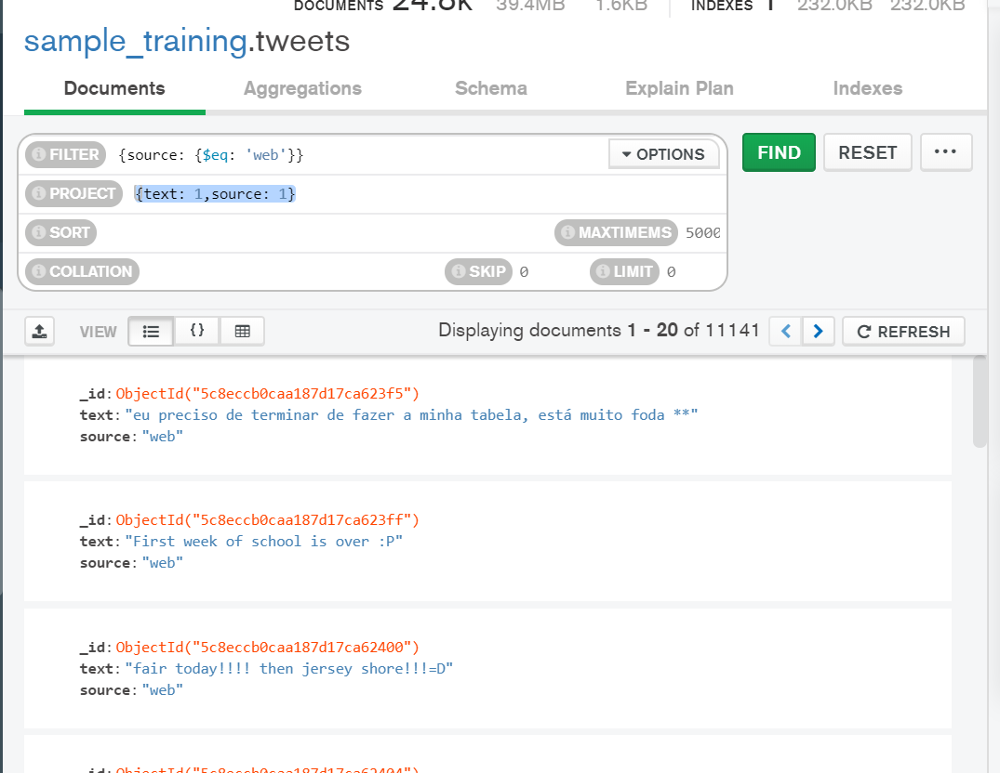 DOCUMENTS 24.8k 39.4MB 1.6KB INDEXES 1 232.0KB 232.0KB
sample_training.tweets
Documents Aggregations Schema Explain Plan Indexes
FILTER {source: {$eq: 'web'}} OPTIONS FIND RESET ...
PROJECT {text: 1,source: 1}
SORT MAXTIMEMS 5000
COLLATION SKIP 0 LIMIT 0
VIEW {} Displaying documents 1 - 20 of 11141 < > REFRESH
_id: ObjectId("5c8eccb0caa187d17ca623f5")
text: "eu preciso de terminar de fazer a minha tabela, está muito foda **"
source: "web"
_id: ObjectId("5c8eccb0caa187d17ca623ff")
text: "First week of school is over :P"
source: "web"
_id: ObjectId("5c8eccb0caa187d17ca62400")
text: "fair today!!!! then jersey shore!!!=D"
source: "web"
_id: ObjectId("5c8eccb0caa187d17ca62404")